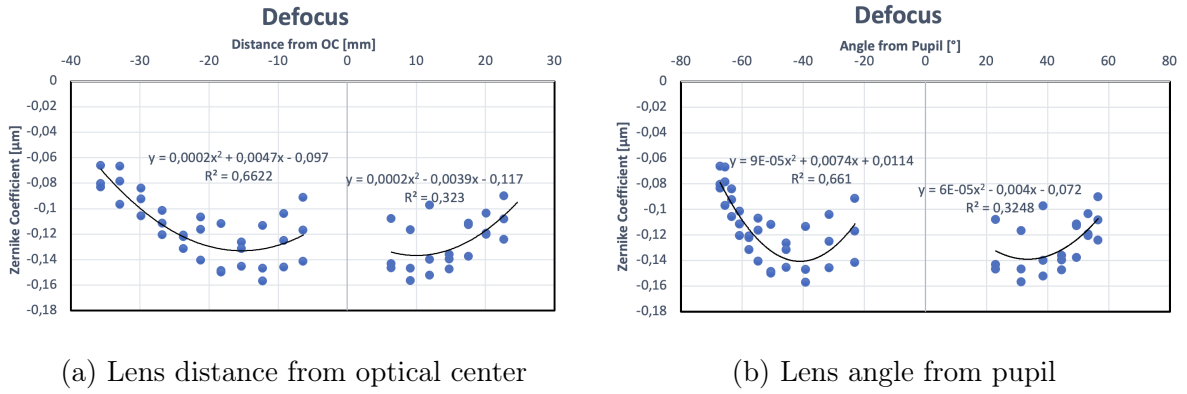 Defocus
Distance from OC [mm]
-40 -30 -20 -10 0 10 20 30
0
-0,02
-0,04
-0,06
-0,08
-0,1
-0,12
-0,14
-0,16
-0,18
Zernike Coefficient [µm]
y = 0,0002x² + 0,0047x - 0,097
R² = 0,6622
y = 0,0002x² - 0,0039x - 0,117
R² = 0,323
(a) Lens distance from optical center
Defocus
Angle from Pupil [°]
-80 -60 -40 -20 0 20 40 60 80
0
-0,02
-0,04
-0,06
-0,08
-0,1
-0,12
-0,14
-0,16
-0,18
Zernike Coefficient [µm]
y = 9E-05x² + 0,0074x + 0,0114
R² = 0,661
y = 6E-05x² - 0,004x - 0,072
R² = 0,3248
(b) Lens angle from pupil